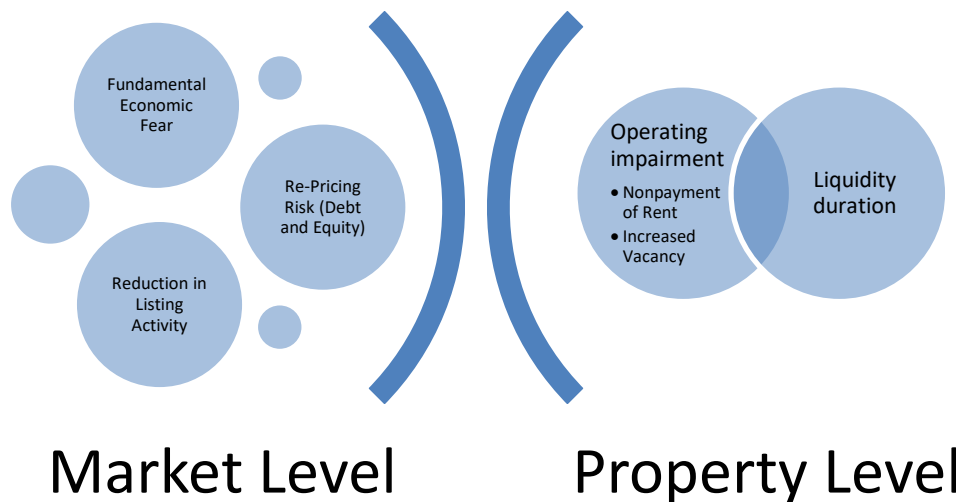 Fundamental
Economic
Fear
Re-Pricing
Risk (Debt
and Equity)
Reduction in
Listing
Activity
Market Level
Operating
impairment
• Nonpayment
of Rent
• Increased
Vacancy
Liquidity
duration
Property Level